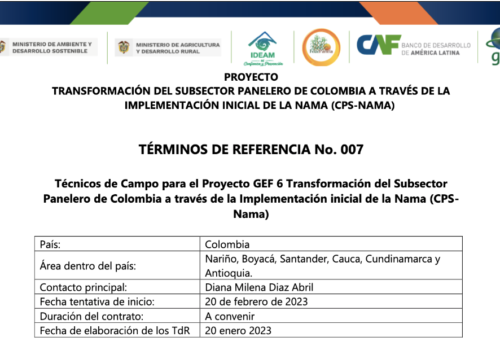 MINISTERIO DE AMBIENTE Y
DESARROLLO SOSTENIBLE
MINISTERIO DE AGRICULTURA
Y DESARROLLO RURAL
IDEAM
CAF
BANCO DE DESARROLLO
DE AMÉRICA LATINA
g
PROYECTO
TRANSFORMACIÓN DEL SUBSECTOR PANELERO DE COLOMBIA A TRAVÉS DE LA
IMPLEMENTACIÓN INICIAL DE LA NAMA (CPS-NAMA)
TÉRMINOS DE REFERENCIA No. 007
Técnicos de Campo para el Proyecto GEF 6 Transformación del Subsector
Panelero de Colombia a través de la Implementación inicial de la Nama (CPS-
Nama)
País: Colombia
Área dentro del país: Nariño, Boyacá, Santander, Cauca, Cundinamarca y
Antioquia.
Contacto principal: Diana Milena Diaz Abril
Fecha tentativa de inicio: 20 de febrero de 2023
Duración del contrato: A convenir
Fecha de elaboración de los TdR 20 enero 2023